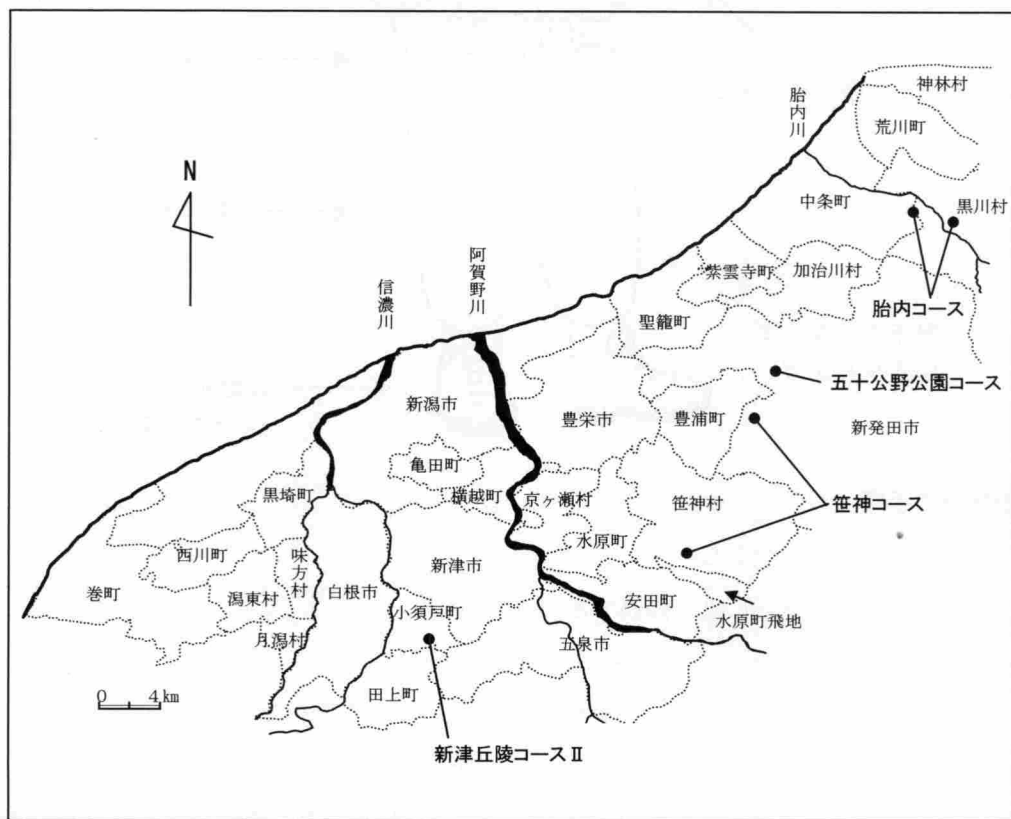 神林村
荒川町
胎内川
中条町
黒川村
N
紫雲寺町
加治川村
胎内コース
阿賀野川
信濃川
聖籠町
五十公野公園コース
新潟市
豊栄市
豊浦町
新発田市
亀田町
黒埼町
横越町
京ヶ瀬村
笹神村
笹神コース
西川町
味方村
水原町
巻町
潟東村
白根市
新津市
安田町
水原町飛地
小須戸町
月潟村
五泉市
田上町
0 4km
新津丘陵コースⅡ